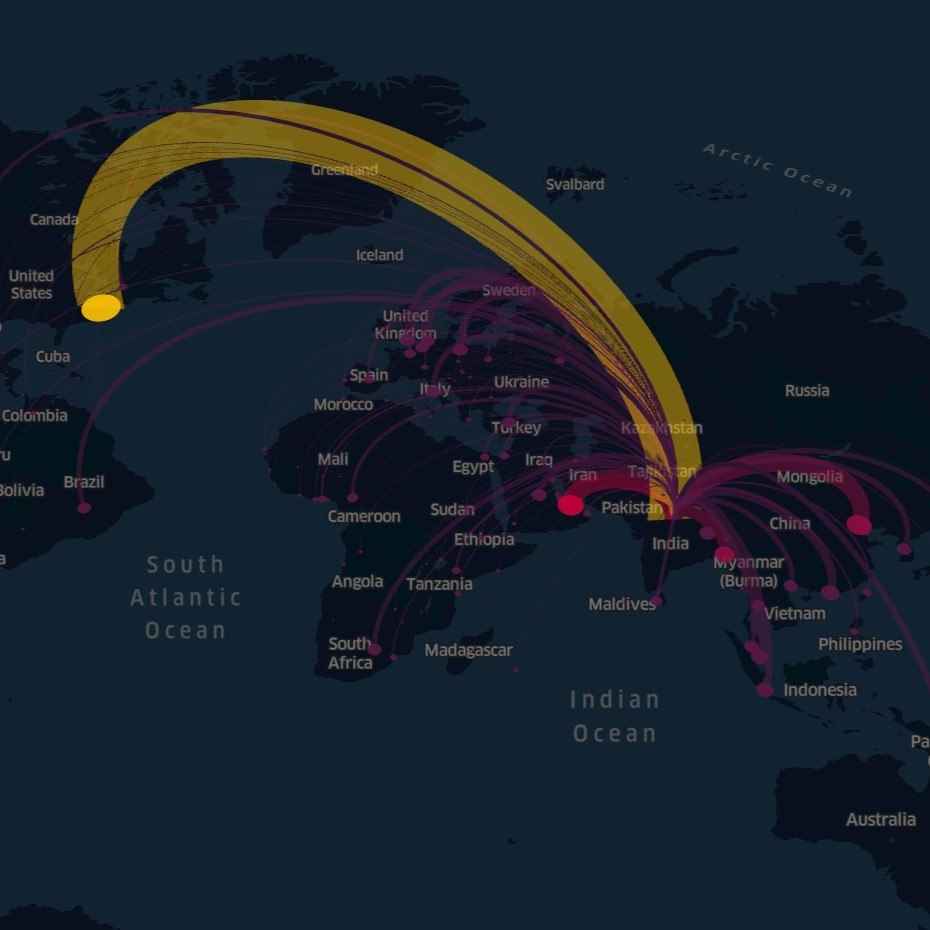 Arctic Ocean
Greenland
Svalbard
Canada
Iceland
United
States
Sweden
United
Kingdom
Cuba
Spain
Italy
Ukraine
Russia
Morocco
Colombia
Turkey
Kazakhstan
Mali
Egypt
Iraq
Iran
Tajikistan
Mongolia
ru
Bolivia
Brazil
Cameroon
Sudan
Pakistan
China
Ethiopia
India
a
South
Atlantic
Ocean
Angola
Tanzania
Myanmar
(Burma)
Maldives
Vietnam
South
Africa
Madagascar
Philippines
Indian
Ocean
Indonesia
Pa
Australia